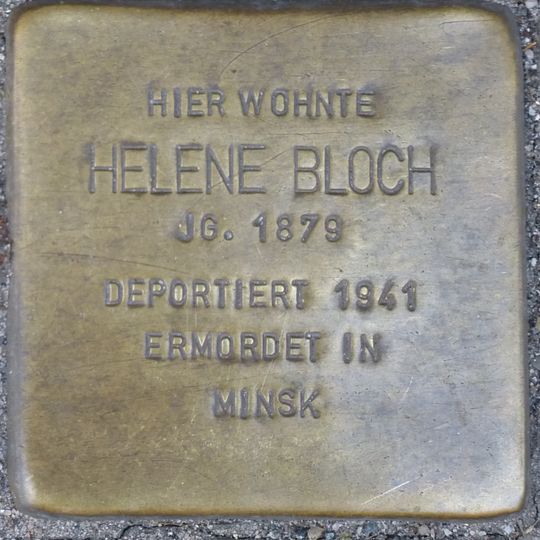 HIER WOHNTE
HELENE BLOCH
JG. 1879
DEPORTIERT 1941
ERMORDET IN
MINSK